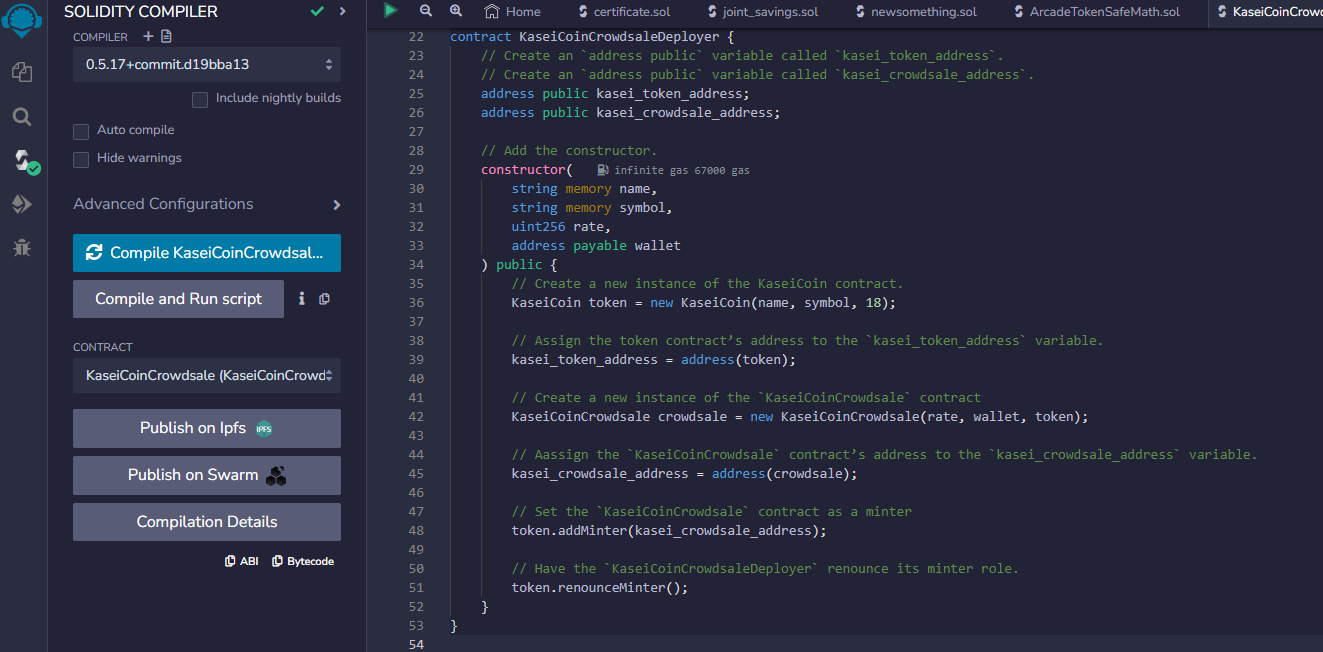 SOLIDITY COMPILER
COMPILER
0.5.17+commit.d19bba13
Include nightly builds
Auto compile
Hide warnings
Advanced Configurations
Compile KaseiCoinCrowdsal...
Compile and Run script
CONTRACT
KaseiCoinCrowdsale (KaseiCoinCrowd
Publish on Ipfs IPFS
Publish on Swarm
Compilation Details
ABI Bytecode
Home certificate.sol joint_savings.sol newsomething.sol ArcadeTokenSafeMath.sol KaseiCoinCrow
22 contract KaseiCoinCrowdsaleDeployer {
23 // Create an `address public` variable called `kasei_token_address`.
24 // Create an `address public` variable called `kasei_crowdsale_address`.
25 address public kasei_token_address;
26 address public kasei_crowdsale_address;
27
28 // Add the constructor.
29 constructor( infinite gas 67000 gas
30 string memory name,
31 string memory symbol,
32 uint256 rate,
33 address payable wallet
34 ) public {
35 // Create a new instance of the KaseiCoin contract.
36 KaseiCoin token = new KaseiCoin(name, symbol, 18);
37
38 // Assign the token contract’s address to the `kasei_token_address` variable.
39 kasei_token_address = address(token);
40
41 // Create a new instance of the `KaseiCoinCrowdsale` contract
42 KaseiCoinCrowdsale crowdsale = new KaseiCoinCrowdsale(rate, wallet, token);
43
44 // Aassign the `KaseiCoinCrowdsale` contract’s address to the `kasei_crowdsale_address` variable.
45 kasei_crowdsale_address = address(crowdsale);
46
47 // Set the `KaseiCoinCrowdsale` contract as a minter
48 token.addMinter(kasei_crowdsale_address);
49
50 // Have the `KaseiCoinCrowdsaleDeployer` renounce its minter role.
51 token.renounceMinter();
52 }
53 }
54